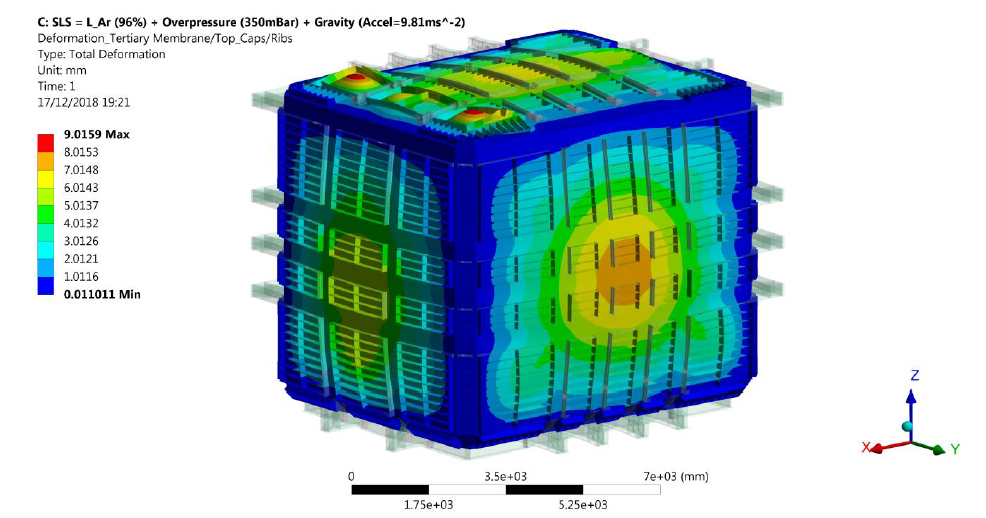 C: SLS = L_Ar (96%) + Overpressure (350mBar) + Gravity (Accel=9.81ms^-2)
Deformation_Tertiary Membrane/Top_Caps/Ribs
Type: Total Deformation
Unit: mm
Time: 1
17/12/2018 19:21
9.0159 Max
8.0153
7.0148
6.0143
5.0137
4.0132
3.0126
2.0121
1.0116
0.011011 Min
Z
X
Y
0 3.5e+03 7e+03 (mm)
1.75e+03 5.25e+03